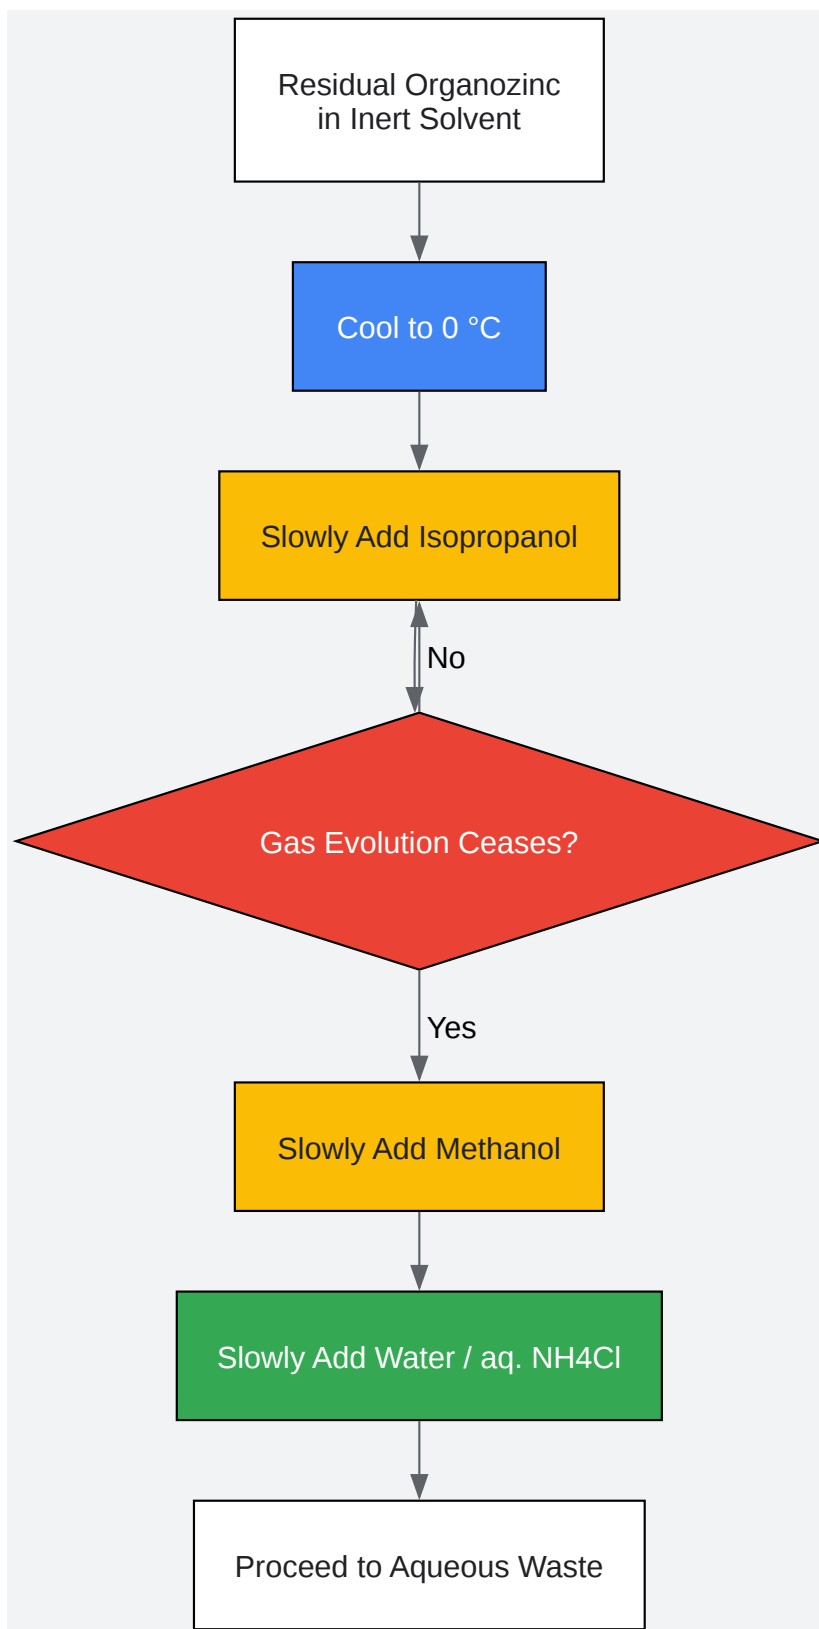 Residual Organozinc
in Inert Solvent
Cool to 0 °C
Slowly Add Isopropanol
No
Gas Evolution Ceases?
Yes
Slowly Add Methanol
Slowly Add Water / aq. NH4Cl
Proceed to Aqueous Waste